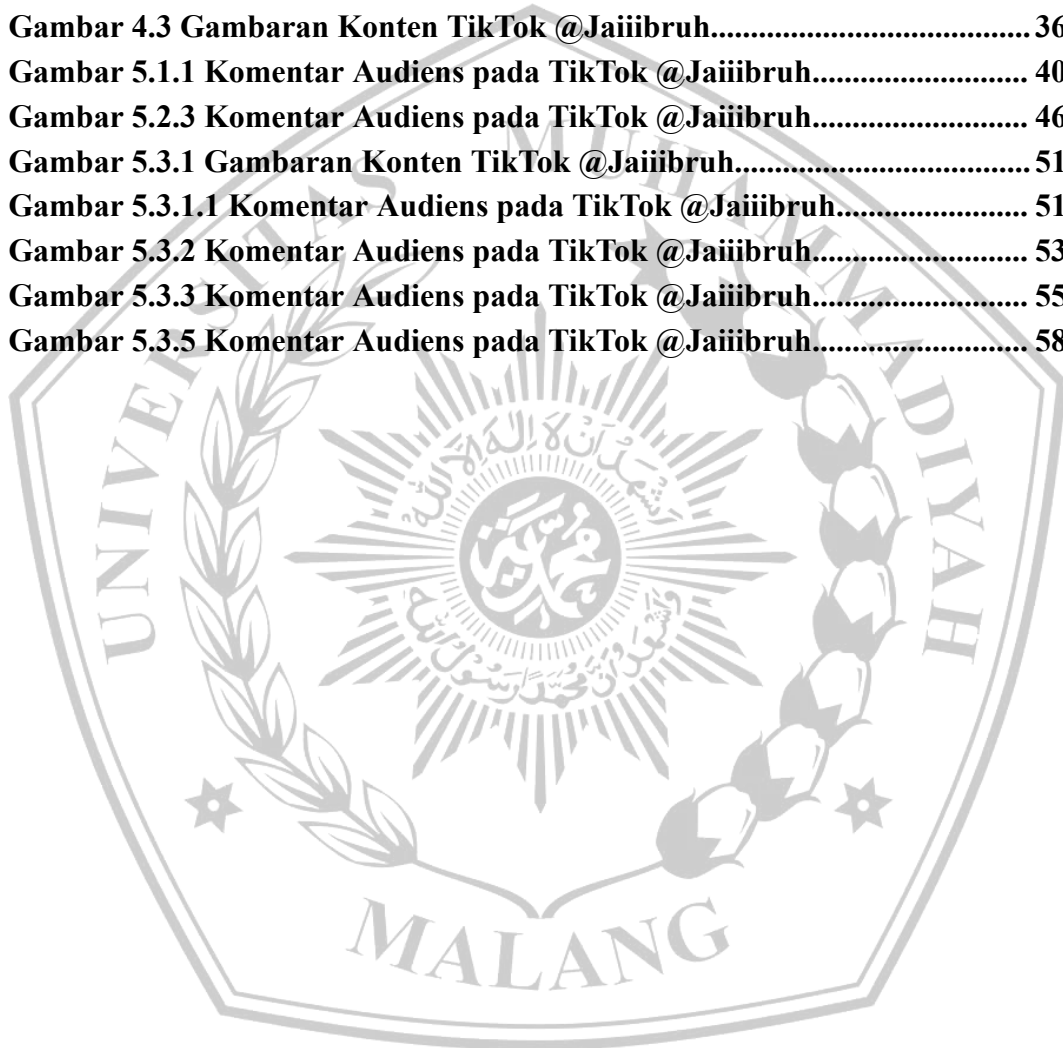 Gambar 4.3 Gambaran Konten TikTok @Jaiiibruh........................................ 36
Gambar 5.1.1 Komentar Audiens pada TikTok @Jaiiibruh........................... 40
Gambar 5.2.3 Komentar Audiens pada TikTok @Jaiiibruh........................... 46
Gambar 5.3.1 Gambaran Konten TikTok @Jaiiibruh..................................... 51
Gambar 5.3.1.1 Komentar Audiens pada TikTok @Jaiiibruh........................ 51
Gambar 5.3.2 Komentar Audiens pada TikTok @Jaiiibruh........................... 53
Gambar 5.3.3 Komentar Audiens pada TikTok @Jaiiibruh........................... 55
Gambar 5.3.5 Komentar Audiens pada TikTok @Jaiiibruh........................... 58
UNIVERSITAS MUHAMMADIYAH
MALANG